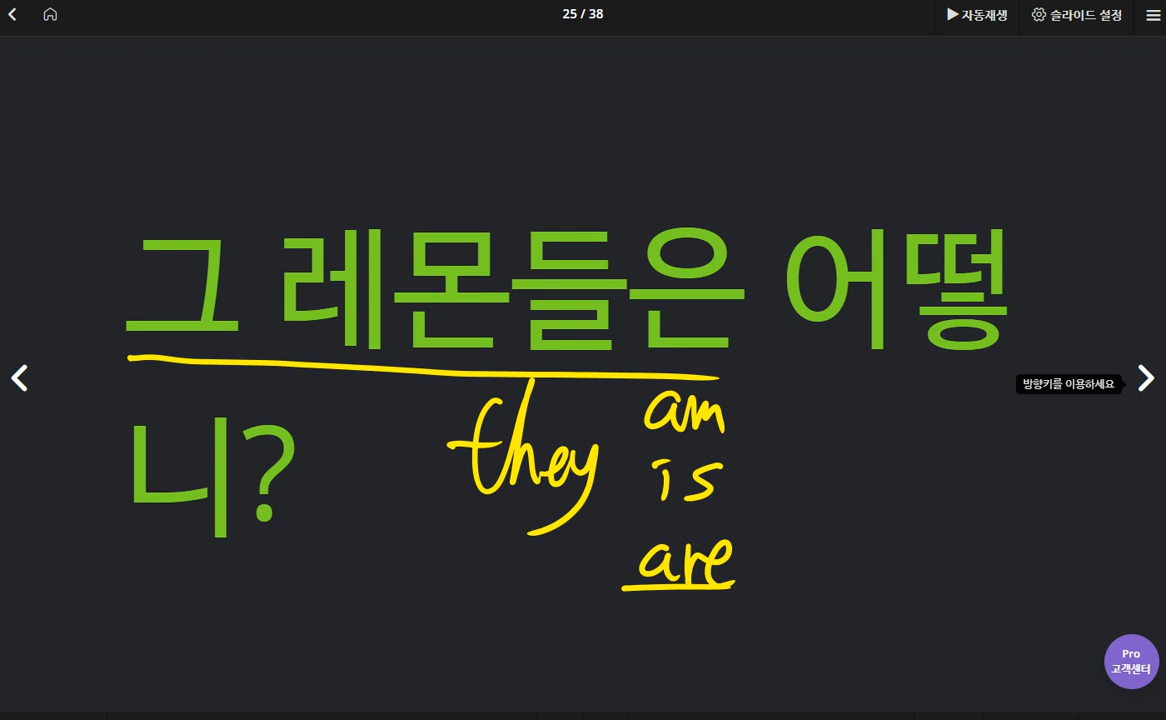 25 / 38
자동재생
슬라이드 설정
그 레몬들은 어떻
니?
방향키를 이용하세요
they
am
is
are
Pro
고객센터